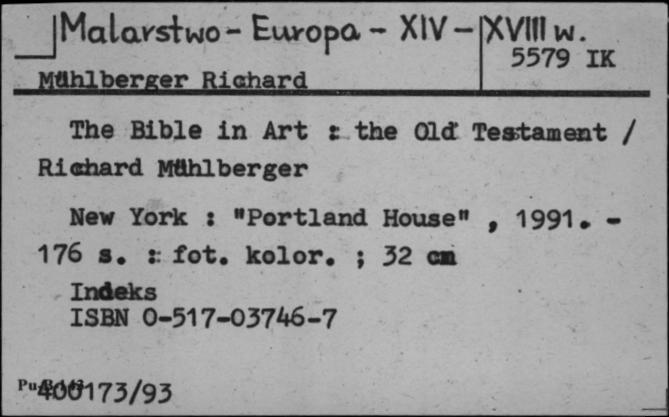 Malarstwo - Europa - XIV - XVIII w.
5579 IK
Mühlberger Richard
The Bible in Art : the Old Testament /
Richard Mühlberger
New York : "Portland House" , 1991. -
176 s. : fot. kolor. ; 32 cm
Indeks
ISBN 0-517-03746-7
400173/93